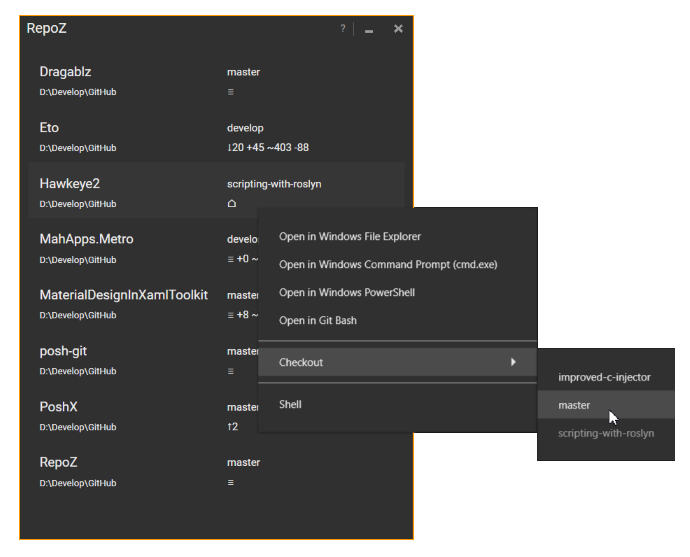 RepoZ ?
Dragablz master
D:\Develop\GitHub ≡
Eto develop
D:\Develop\GitHub ↓20 +45 ~403 -88
Hawkeye2 scripting-with-roslyn
D:\Develop\GitHub
MahApps.Metro
D:\Develop\GitHub ≡ +0 ~
MaterialDesignInXamlToolkit master
D:\Develop\GitHub ≡ +8 ~
posh-git master
D:\Develop\GitHub ≡
PoshX master
D:\Develop\GitHub ↑2
RepoZ master
D:\Develop\GitHub ≡
Open in Windows File Explorer
Open in Windows Command Prompt (cmd.exe)
Open in Windows PowerShell
Open in Git Bash
Checkout
Shell
improved-c-injector
master
scripting-with-roslyn